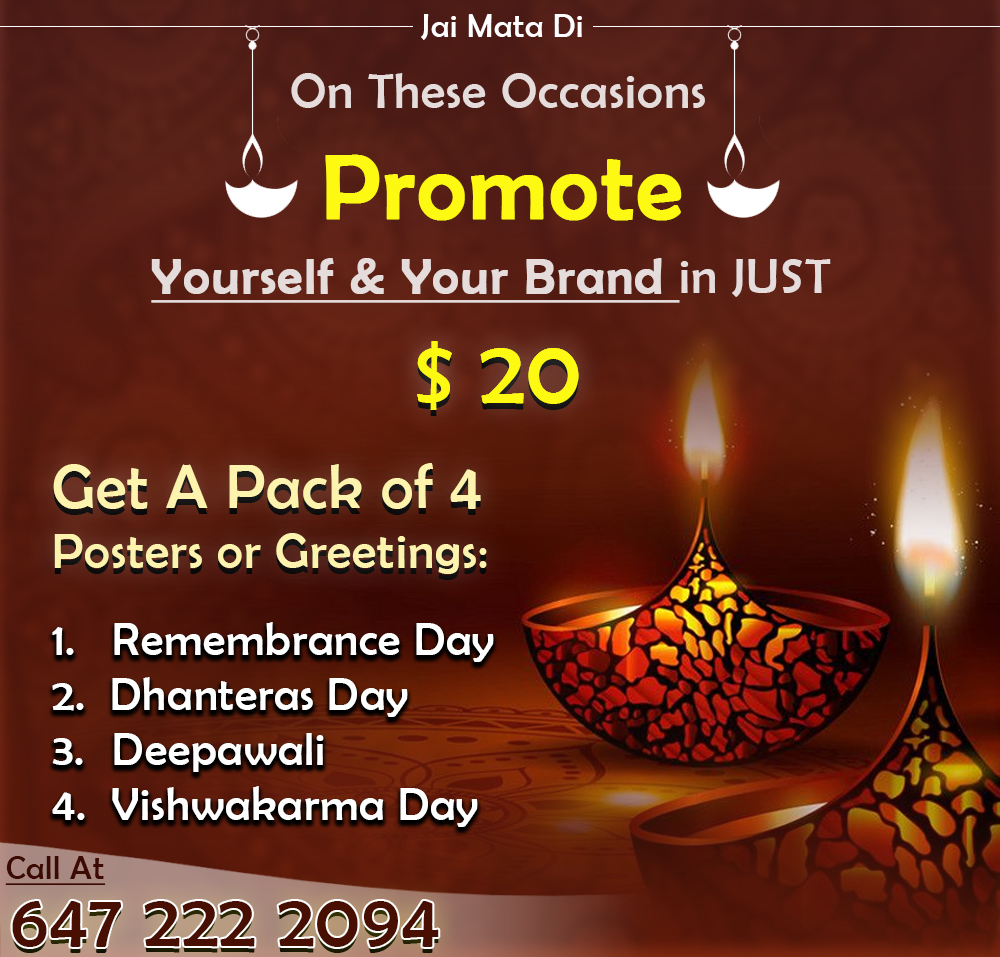 Jai Mata Di
On These Occasions
Promote
Yourself & Your Brand in JUST
$ 20
Get A Pack of 4
Posters or Greetings:
1. Remembrance Day
2. Dhanteras Day
3. Deepawali
4. Vishwakarma Day
Call At
647 222 2094